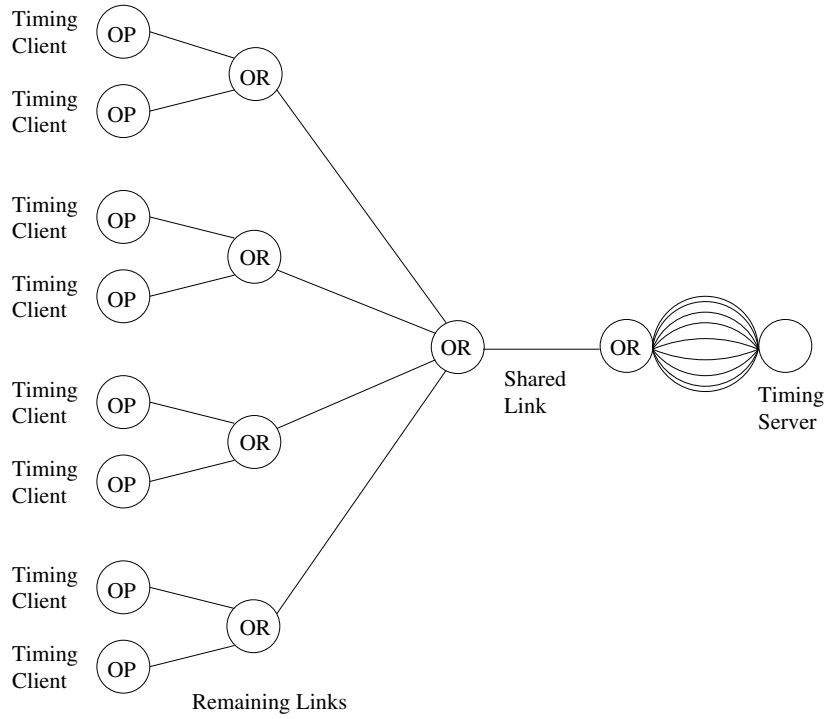 Timing
Client
OP
OR
Timing
Client
OP
Timing
Client
OP
OR
Timing
Client
OP
OR
OR
Shared
Link
Timing
Server
Timing
Client
OP
OR
Timing
Client
OP
Timing
Client
OP
OR
Timing
Client
OP
Remaining Links